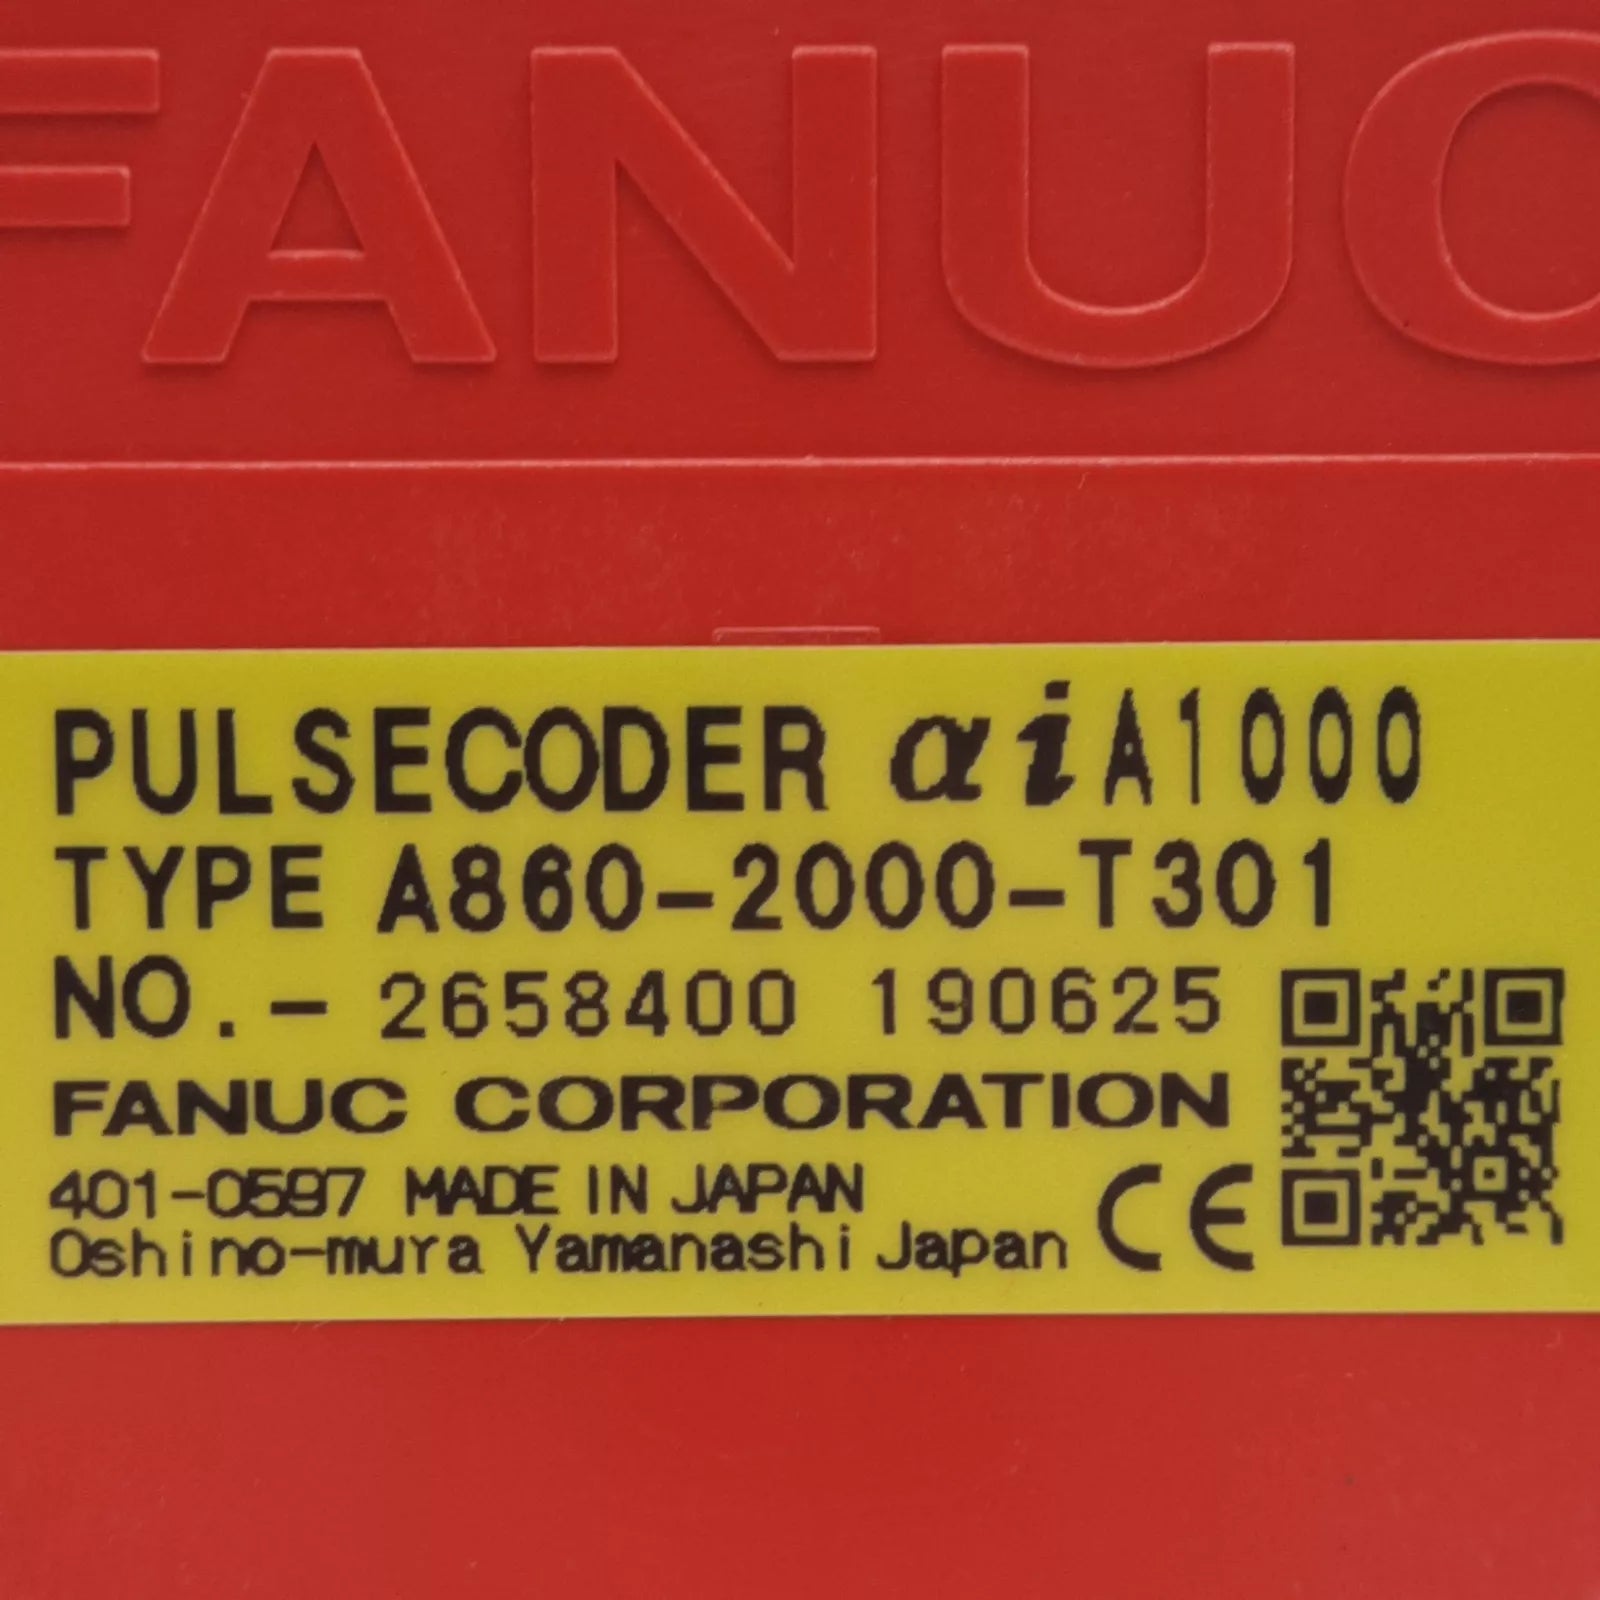 FANUC
PULSECODER αiA1000
TYPE A860-2000-T301
NO.- 2658400 190625
FANUC CORPORATION
401-0597 MADE IN JAPAN
Oshino-mura Yamanashi Japan CE